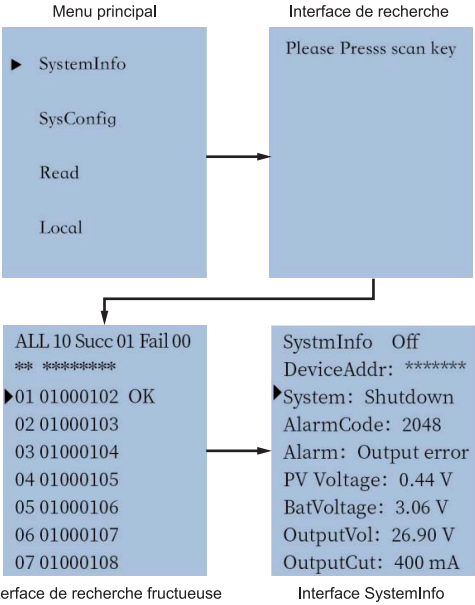 Menu principal
SystemInfo
SysConfig
Read
Local
Interface de recherche
Please Presss scan key
ALL 10 Succ 01 Fail 00
** ********
01 01000102 OK
02 01000103
03 01000104
04 01000105
05 01000106
06 01000107
07 01000108
erface de recherche fructueuse
SystmInfo Off
DeviceAddr: *******
System: Shutdown
AlarmCode: 2048
Alarm: Output error
PV Voltage: 0.44 V
BatVoltage: 3.06 V
OutputVol: 26.90 V
OutputCut: 400 mA
Interface SystemInfo